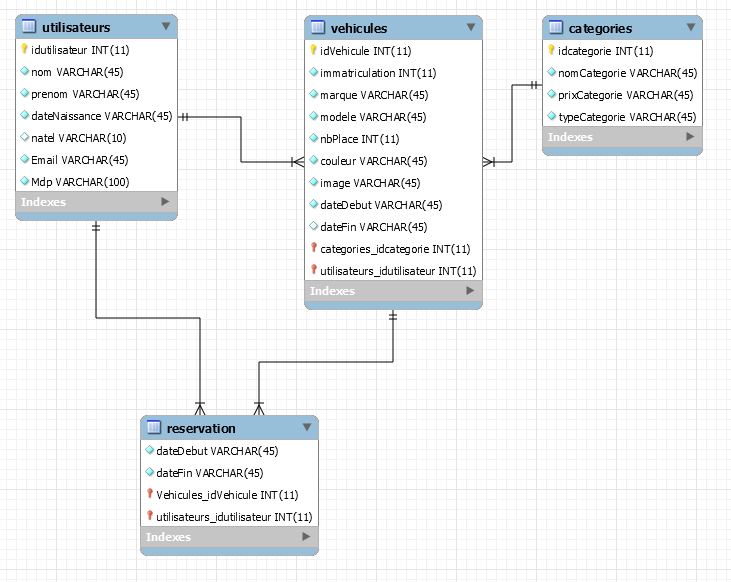 utilisateurs
idutilisateur INT(11)
nom VARCHAR(45)
prenom VARCHAR(45)
dateNaissance VARCHAR(45)
natel VARCHAR(10)
Email VARCHAR(45)
Mdp VARCHAR(100)
Indexes
vehicules
idVehicule INT(11)
immatriculation INT(11)
marque VARCHAR(45)
modele VARCHAR(45)
nbPlace INT(11)
couleur VARCHAR(45)
image VARCHAR(45)
dateDebut VARCHAR(45)
dateFin VARCHAR(45)
categories_idcategorie INT(11)
utilisateurs_idutilisateur INT(11)
Indexes
categories
idcategorie INT(11)
nomCategorie VARCHAR(45)
prixCategorie VARCHAR(45)
typeCategorie VARCHAR(45)
Indexes
reservation
dateDebut VARCHAR(45)
dateFin VARCHAR(45)
Vehicules_idVehicule INT(11)
utilisateurs_idutilisateur INT(11)
Indexes